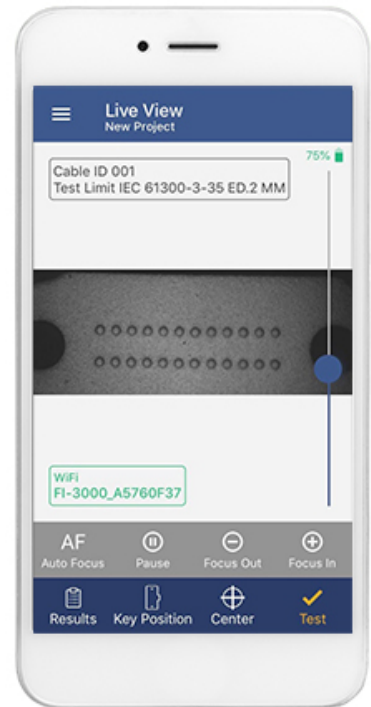 Live View
New Project
75%
Cable ID 001
Test Limit IEC 61300-3-35 ED.2 MM
WiFi
FI-3000_A5760F37
AF
Auto Focus
Pause
Focus Out
Focus In
Results
Key Position
Center
Test